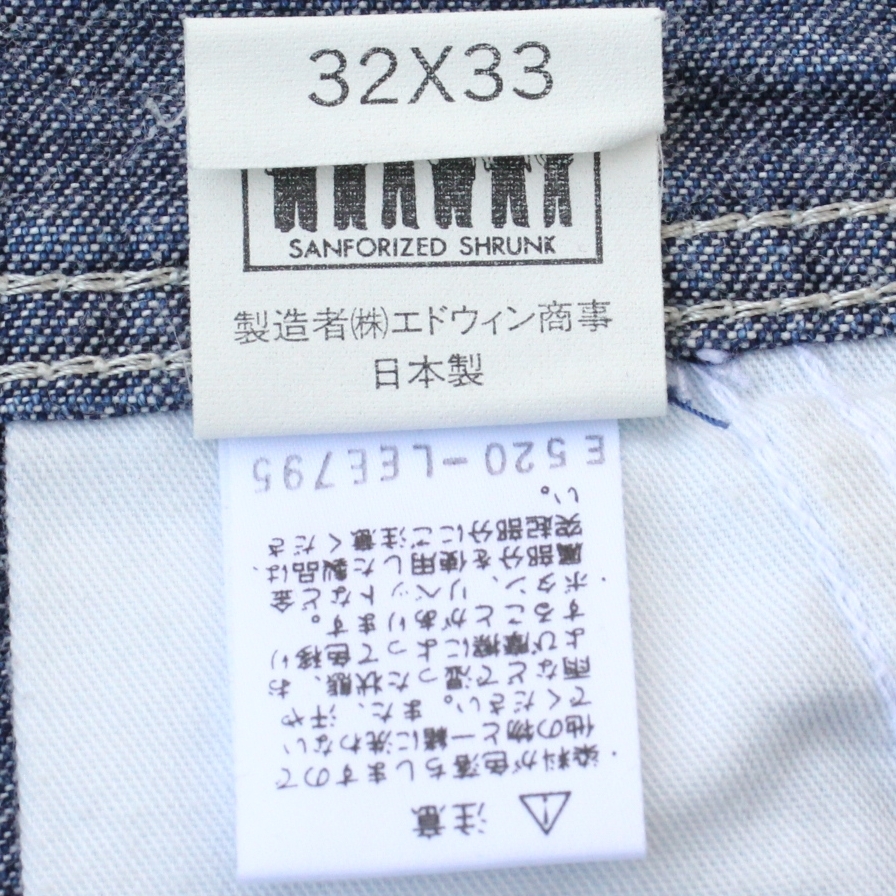 32X33
SANFORIZED SHRUNK
製造者㈱エドウィン商事
日本製
⚠ 注意
・染料が色落ちしますので
他の物と一緒に洗わない
でください。また、汗や
雨などで湿った状態、お
よび摩擦によって色移り
することがあります。
・ボタン、リベットなど金
属部分を使用した製品は、
突起部分にご注意くださ
い。
E520-LEE795